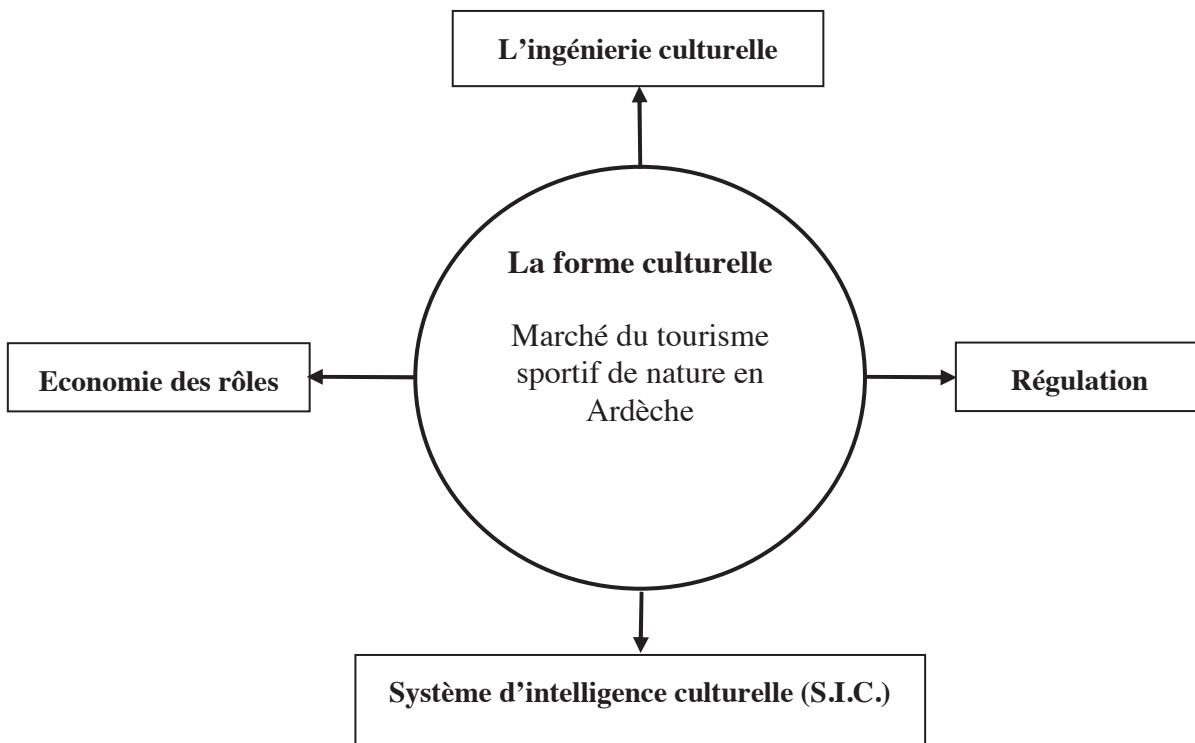 L’ingénierie culturelle
La forme culturelle
Marché du tourisme
sportif de nature en
Ardèche
Economie des rôles
Régulation
Système d’intelligence culturelle (S.I.C.)